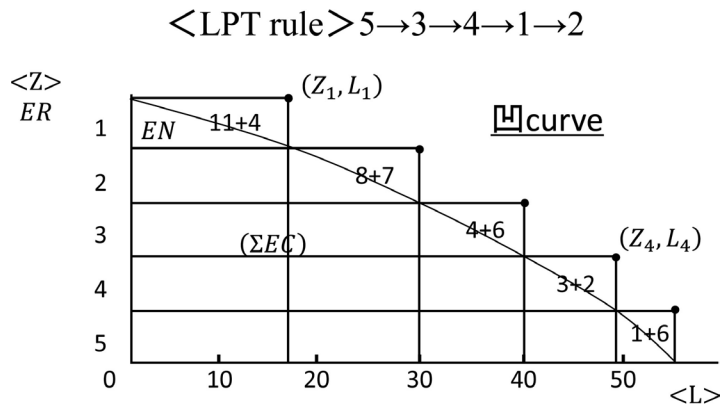 ＜LPT rule＞5→3→4→1→2
<Z>
ER
(Z₁, L₁)
凹curve
1
EN
11+4
2
8+7
3
4+6
(ΣEC)
(Z₄, L₄)
4
3+2
5
1+6
0
10
20
30
40
50
<L>